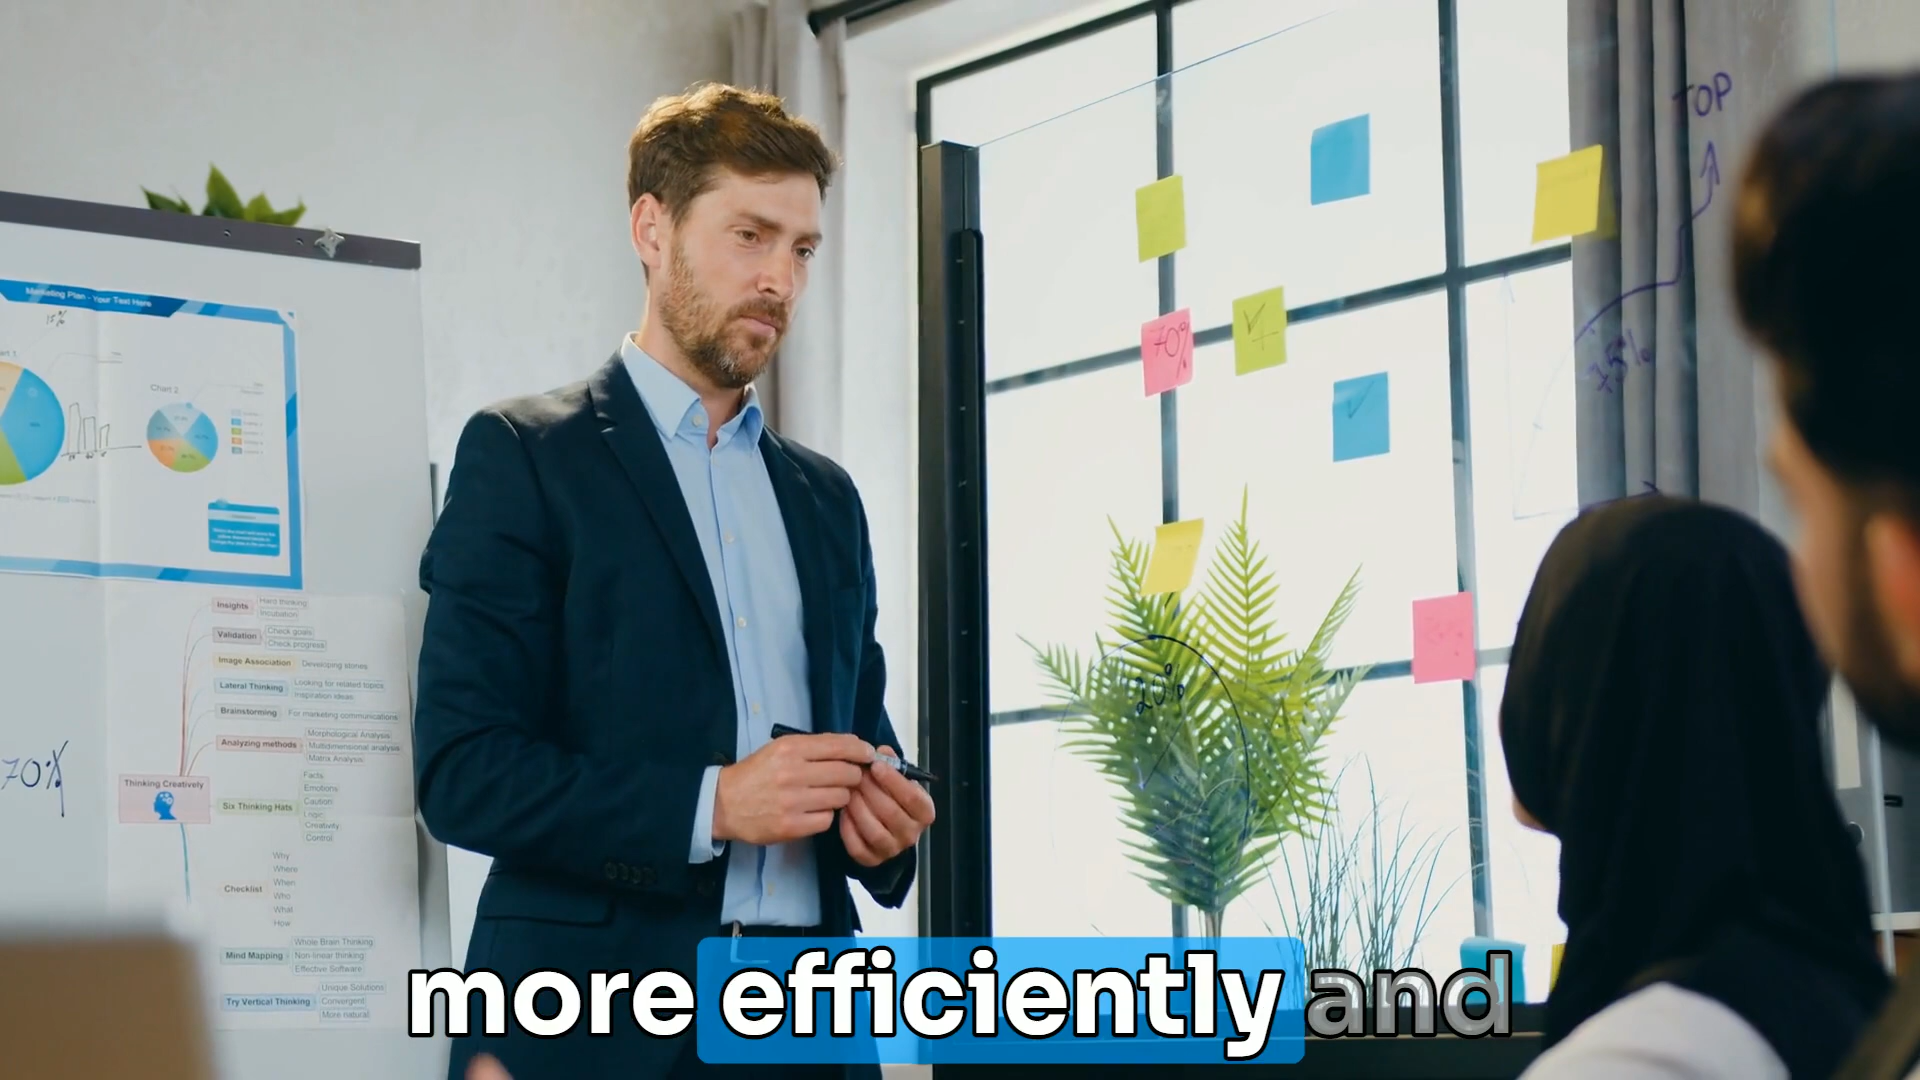 TOP
Marketing Plan - Your Text Here
15%
Chart 2
70%
75%
20%
70%
Insights
Hard thinking
Incubation
Validation
Check goals
Check progress
Image Association
Developing stories
Lateral Thinking
Looking for related topics
Inspiration ideas
Brainstorming
For marketing communications
Analyzing methods
Morphological Analysis
Multidimensional analysis
Matrix Analysis
Thinking Creatively
Six Thinking Hats
Facts
Emotions
Caution
Logic
Creativity
Control
Checklist
Why
Where
When
Who
What
How
Mind Mapping
Whole Brain Thinking
Non-linear thinking
Effective Software
Try Vertical Thinking
Unique Solutions
Convergent
More natural
more efficiently and